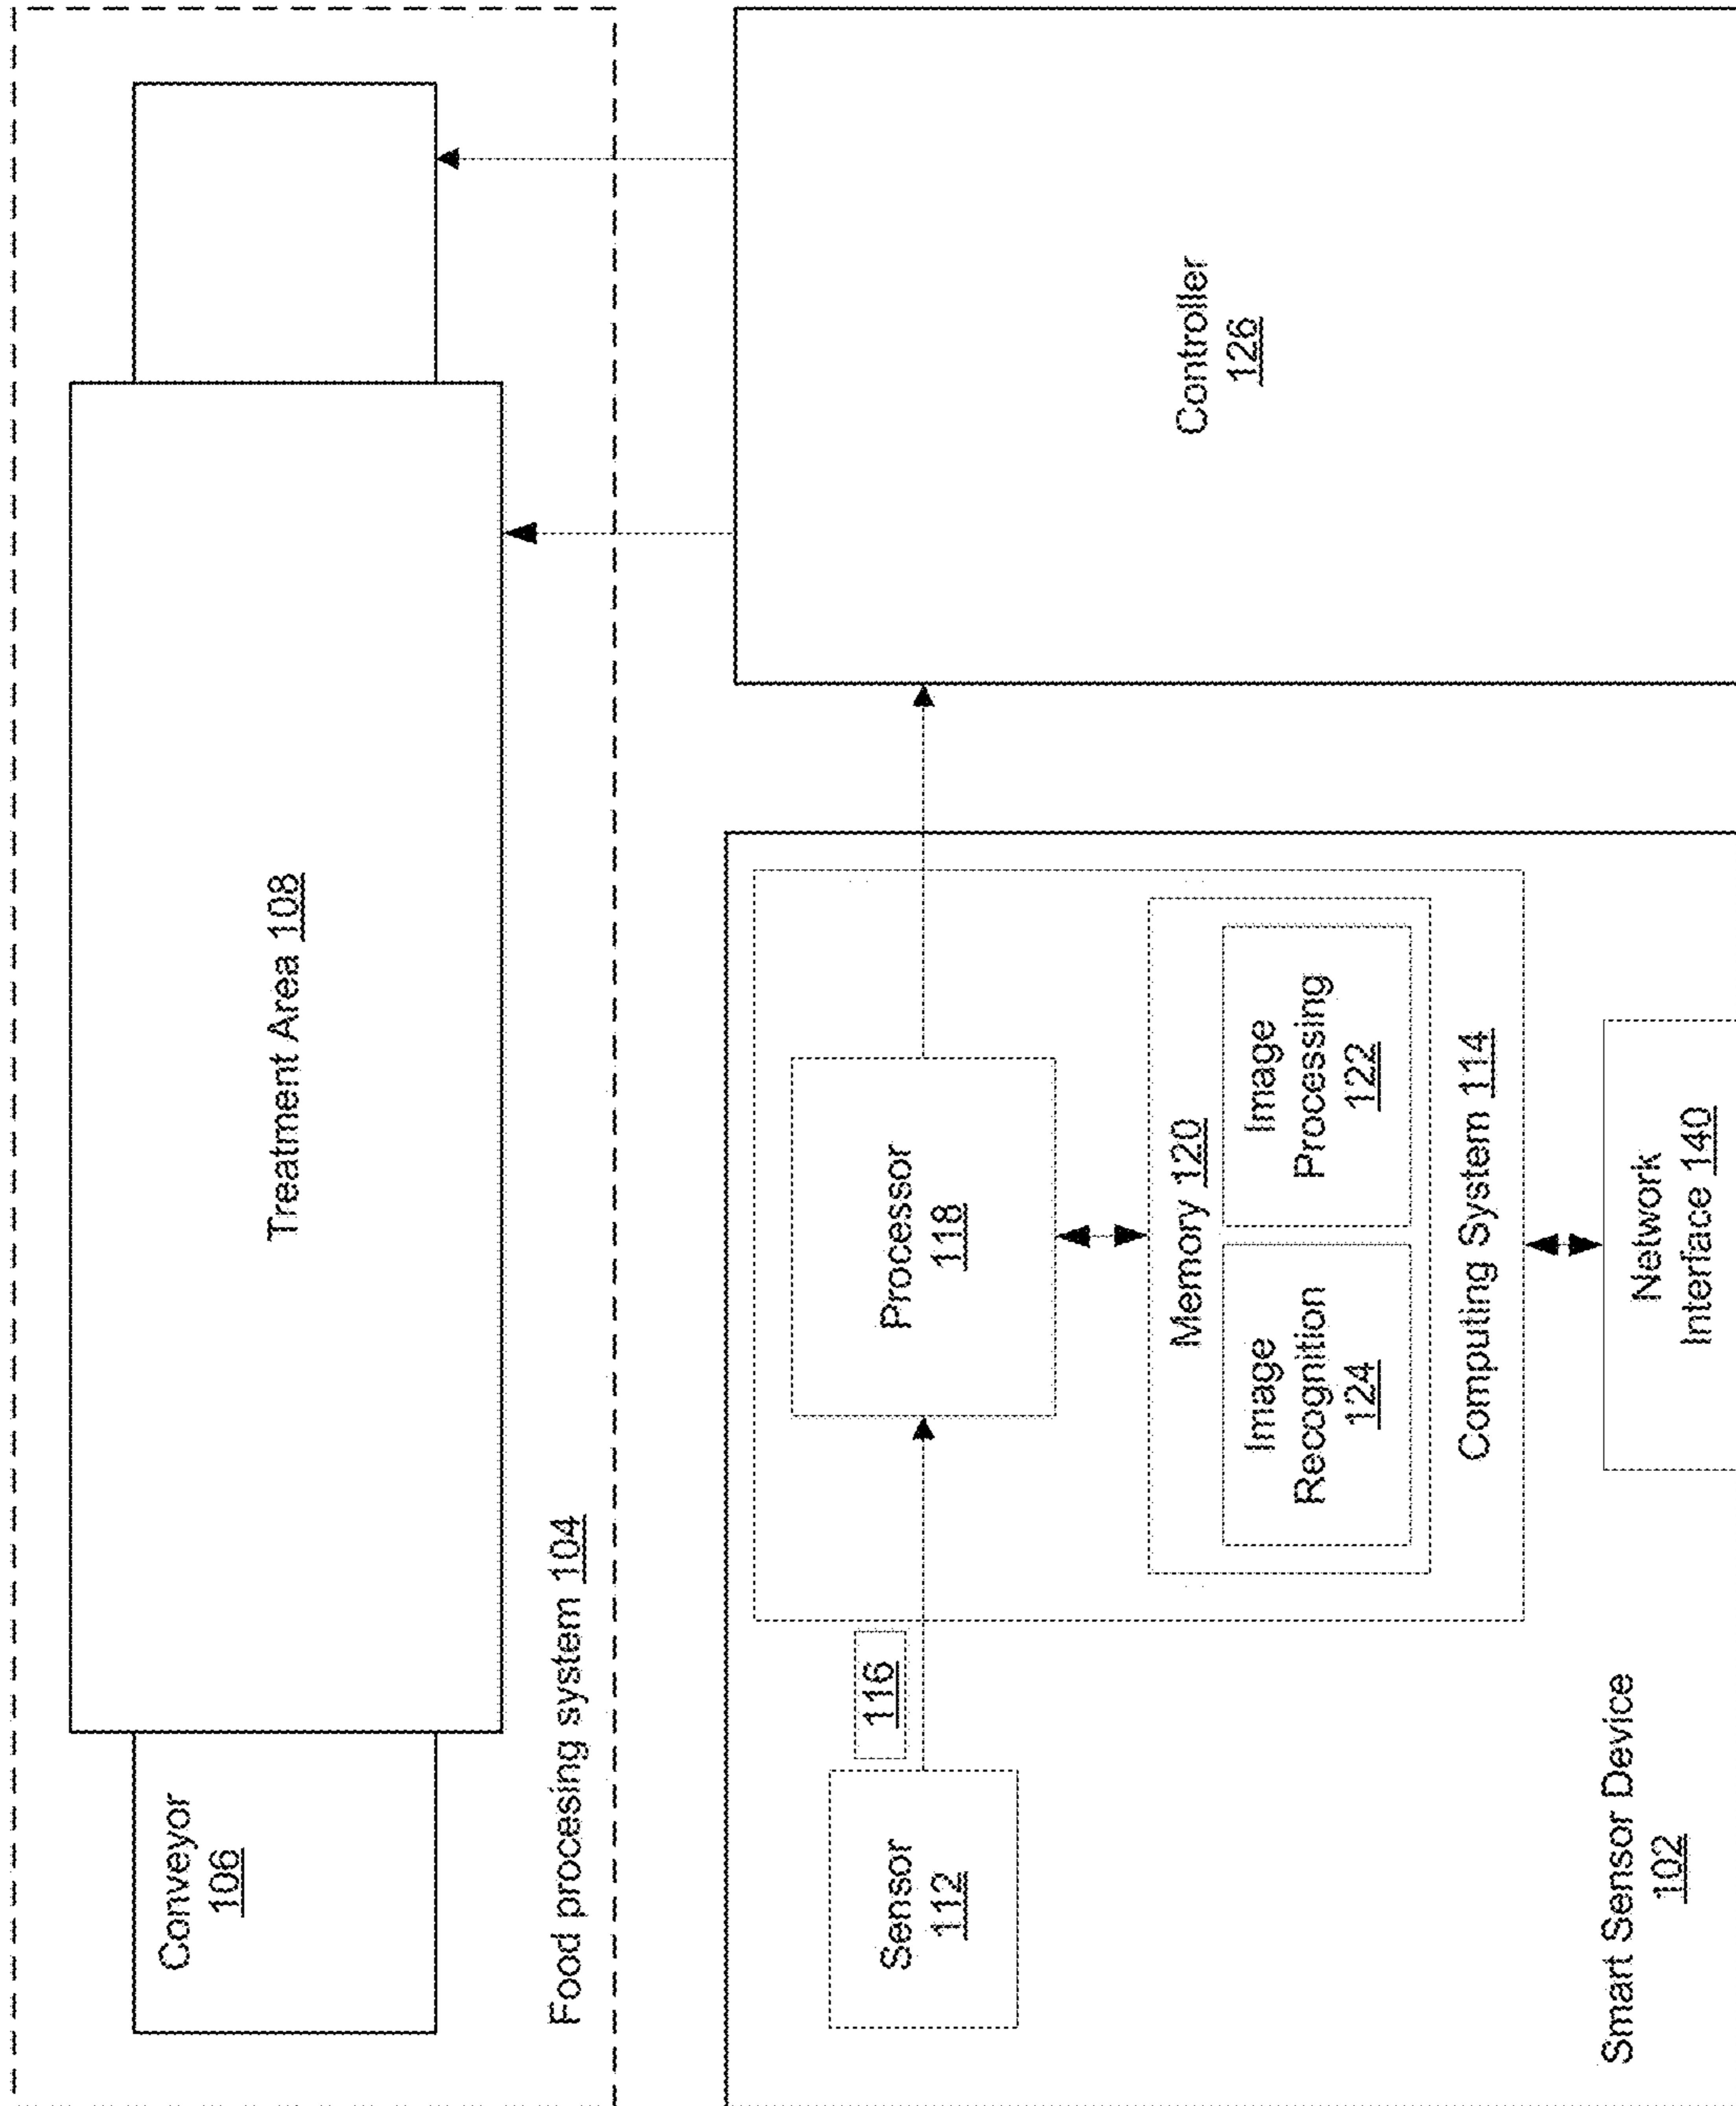 Conveyor
106
Treatment Area 108
Food procesing system 104
Sensor
112
116
Processor
118
Memory 120
Image
Recognition
124
Image
Processing
122
Computing System 114
Network
Interface 140
Smart Sensor Device
102
Controller
126